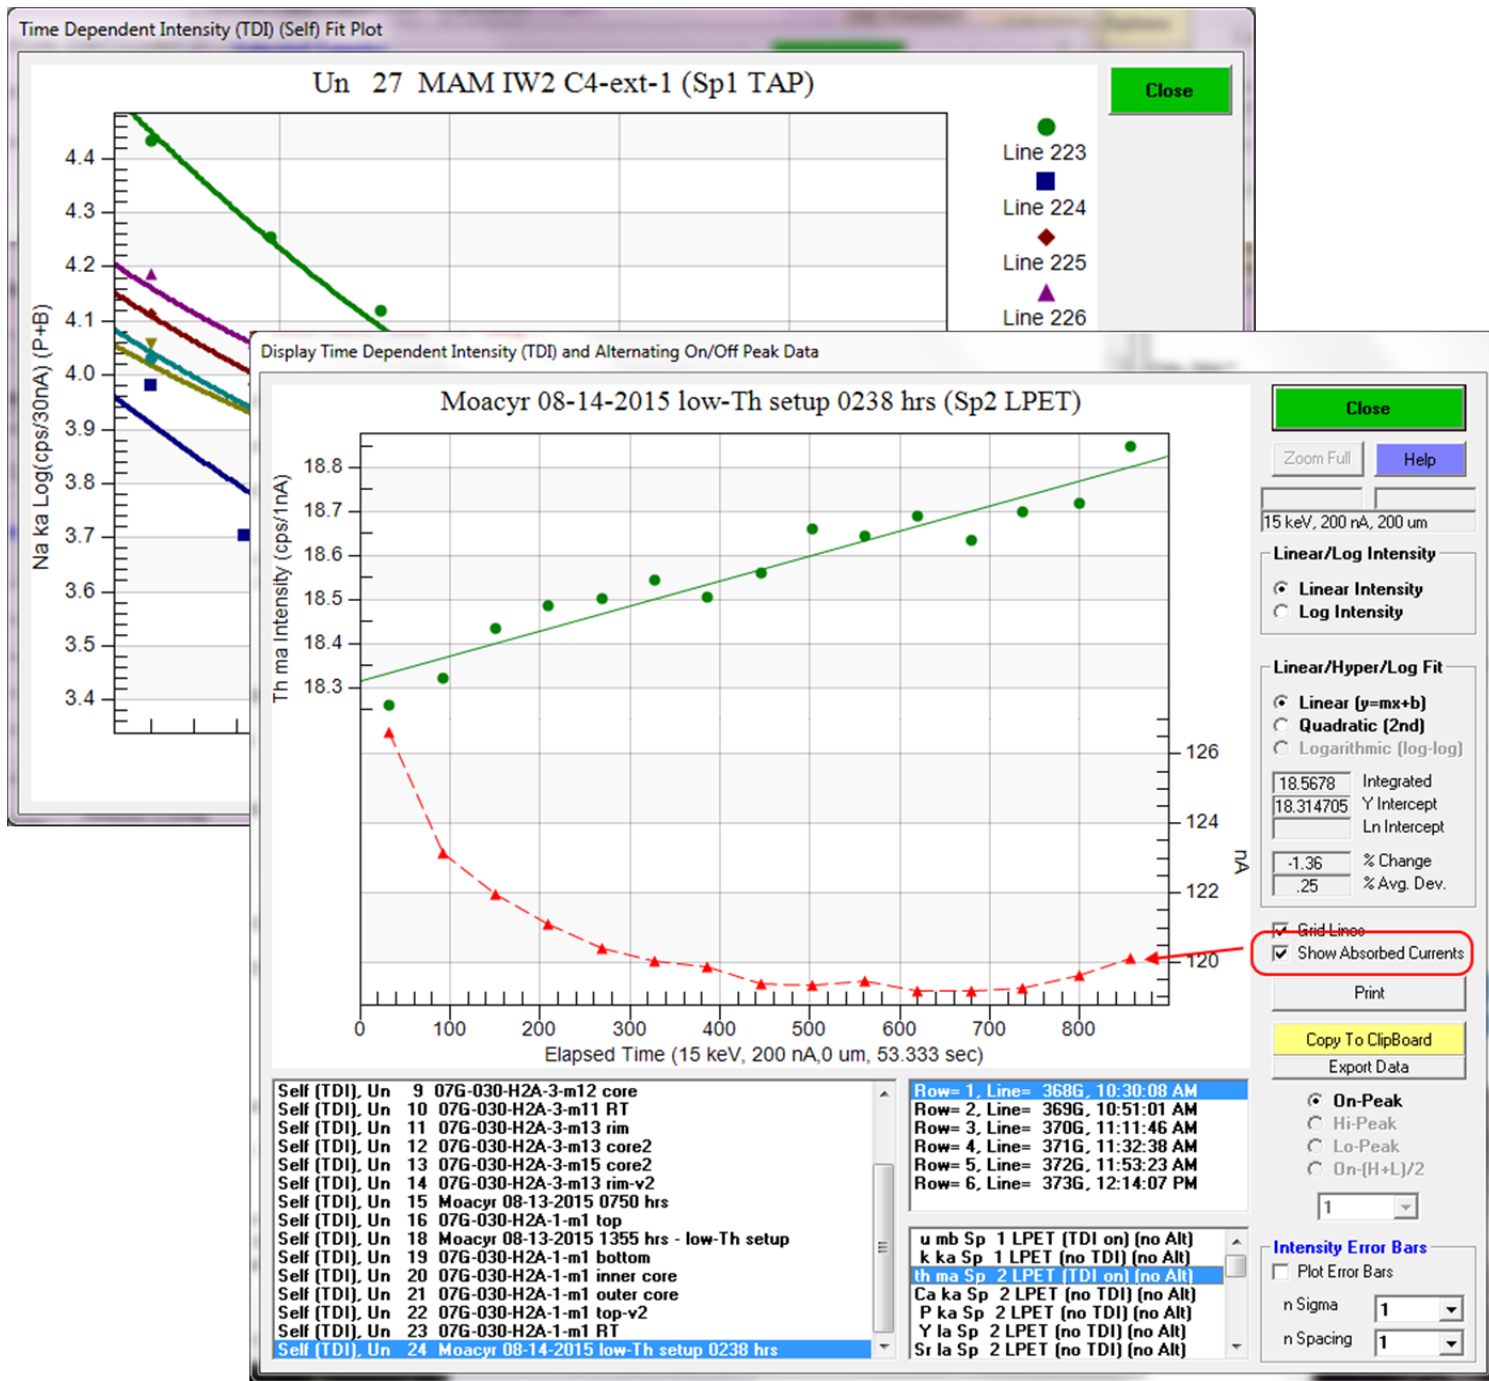 Time Dependent Intensity (TDI) (Self) Fit Plot
Un 27 MAM IW2 C4-ext-1 (Sp1 TAP)
Close
Na ka Log(cps/30nA) (P+B)
4.4
4.3
4.2
4.1
4.0
3.9
3.8
3.7
3.6
3.5
3.4
Line 223
Line 224
Line 225
Line 226
Display Time Dependent Intensity (TDI) and Alternating On/Off Peak Data
Moacyr 08-14-2015 low-Th setup 0238 hrs (Sp2 LPET)
Th ma Intensity (cps/1nA)
18.8
18.7
18.6
18.5
18.4
18.3
126
124
122
120
nA
0 100 200 300 400 500 600 700 800
Elapsed Time (15 keV, 200 nA,0 um, 53.333 sec)
Close
Zoom Full Help
15 keV, 200 nA, 200 um
Linear/Log Intensity
Linear Intensity
Log Intensity
Linear/Hyper/Log Fit
Linear (y=mx+b)
Quadratic (2nd)
Logarithmic (log-log)
18.5678 Integrated
18.314705 Y Intercept
Ln Intercept
-1.36 % Change
.25 % Avg. Dev.
Grid Lines
Show Absorbed Currents
Print
Copy To ClipBoard
Export Data
On-Peak
Hi-Peak
Lo-Peak
On-(H+L)/2
1
Intensity Error Bars
Plot Error Bars
n Sigma 1
n Spacing 1
Self (TDI), Un 9 07G-030-H2A-3-m12 core
Self (TDI), Un 10 07G-030-H2A-3-m11 RT
Self (TDI), Un 11 07G-030-H2A-3-m13 rim
Self (TDI), Un 12 07G-030-H2A-3-m13 core2
Self (TDI), Un 13 07G-030-H2A-3-m15 core2
Self (TDI), Un 14 07G-030-H2A-3-m13 rim-v2
Self (TDI), Un 15 Moacyr 08-13-2015 0750 hrs
Self (TDI), Un 16 07G-030-H2A-1-m1 top
Self (TDI), Un 18 Moacyr 08-13-2015 1355 hrs - low-Th setup
Self (TDI), Un 19 07G-030-H2A-1-m1 bottom
Self (TDI), Un 20 07G-030-H2A-1-m1 inner core
Self (TDI), Un 21 07G-030-H2A-1-m1 outer core
Self (TDI), Un 22 07G-030-H2A-1-m1 top-v2
Self (TDI), Un 23 07G-030-H2A-1-m1 RT
Self (TDI), Un 24 Moacyr 08-14-2015 low-Th setup 0238 hrs
Row= 1, Line= 368G, 10:30:08 AM
Row= 2, Line= 369G, 10:51:01 AM
Row= 3, Line= 370G, 11:11:46 AM
Row= 4, Line= 371G, 11:32:38 AM
Row= 5, Line= 372G, 11:53:23 AM
Row= 6, Line= 373G, 12:14:07 PM
u mb Sp 1 LPET (TDI on) (no Alt)
k ka Sp 1 LPET (no TDI) (no Alt)
th ma Sp 2 LPET (TDI on) (no Alt)
Ca ka Sp 2 LPET (no TDI) (no Alt)
P ka Sp 2 LPET (no TDI) (no Alt)
Y la Sp 2 LPET (no TDI) (no Alt)
Sr la Sp 2 LPET (no TDI) (no Alt)